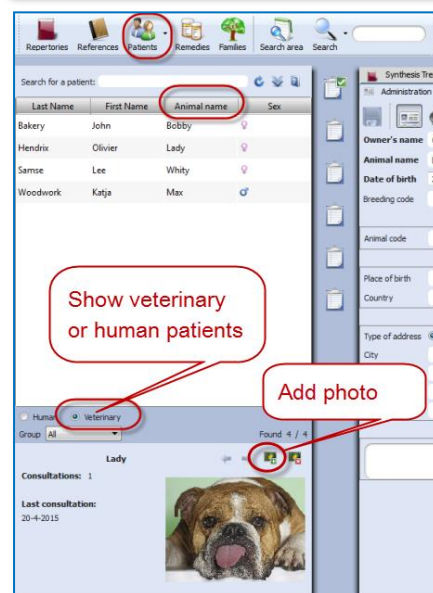 Repertories References Patients Remedies Families Search area Search
Search for a patient:
Last Name First Name Animal name Sex
Bakery John Bobby
Hendrix Olivier Lady
Samse Lee Whity
Woodwork Katja Max
Show veterinary
or human patients
Human Veterinary
Group All Found 4 / 4
Add photo
Lady
Consultations: 1
Last consultation:
20-4-2015
Synthesis Tre
Administration
Owner's name
Animal name
Date of birth
Breeding code
Animal code
Place of birth
Country
Type of address
City